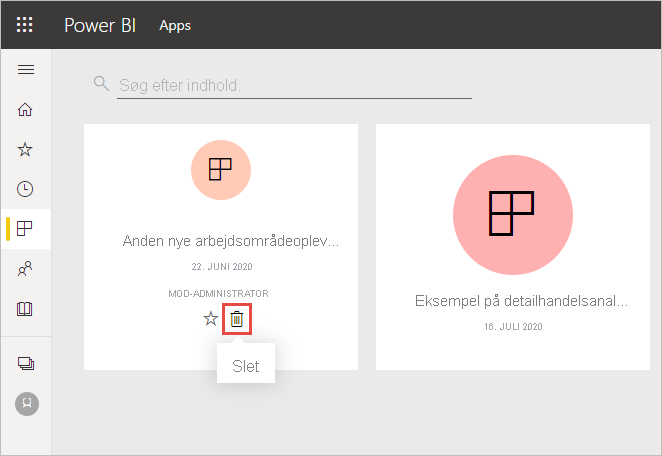 Power BI Apps
Søg efter indhold.
Anden nye arbejdsområdeoplev...
22. JUNI 2020
MOD-ADMINISTRATOR
Slet
Eksempel på detailhandelsanal...
16. JULI 2020